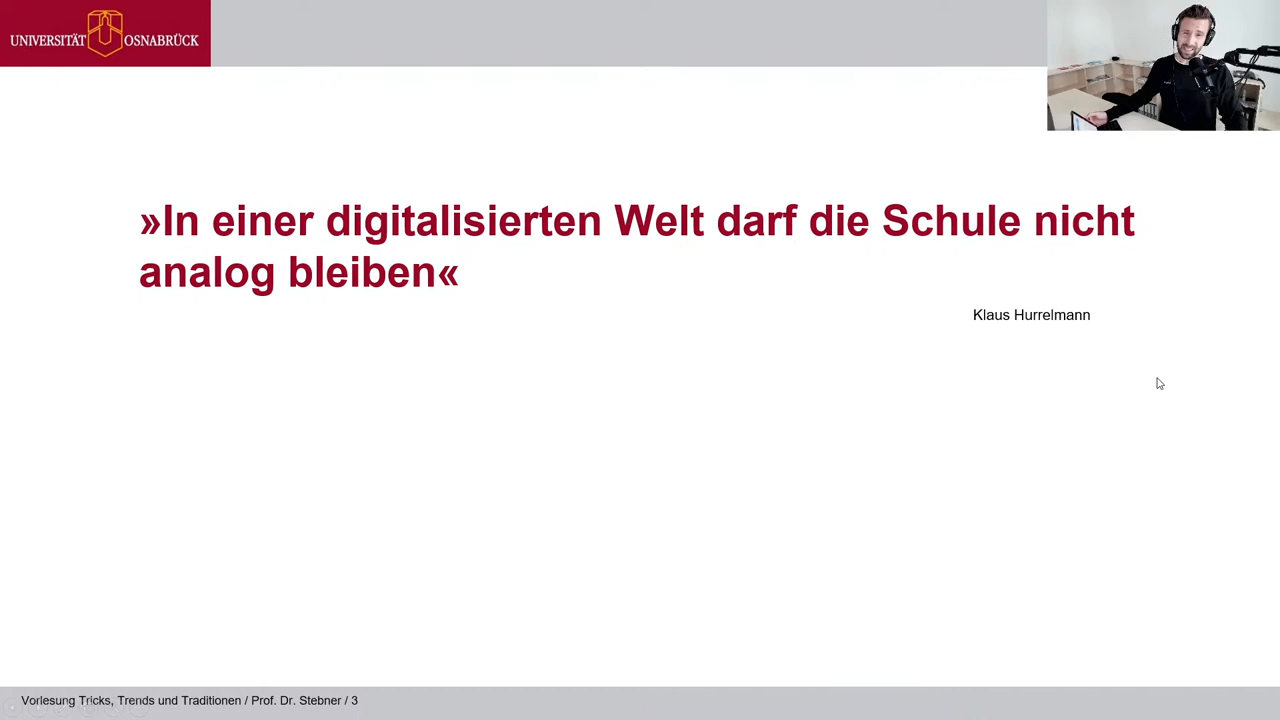 UNIVERSITÄT OSNABRÜCK
»In einer digitalisierten Welt darf die Schule nicht
analog bleiben«
Klaus Hurrelmann
Vorlesung Tricks, Trends und Traditionen / Prof. Dr. Stebner / 3